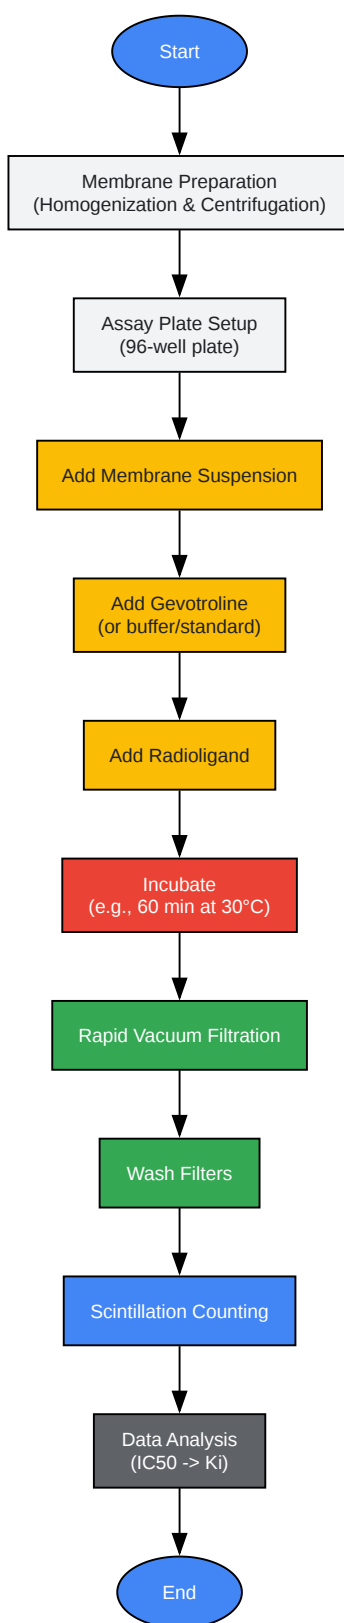 Start
Membrane Preparation
(Homogenization & Centrifugation)
Assay Plate Setup
(96-well plate)
Add Membrane Suspension
Add Gevotroline
(or buffer/standard)
Add Radioligand
Incubate
(e.g., 60 min at 30°C)
Rapid Vacuum Filtration
Wash Filters
Scintillation Counting
Data Analysis
(IC50 -> Ki)
End